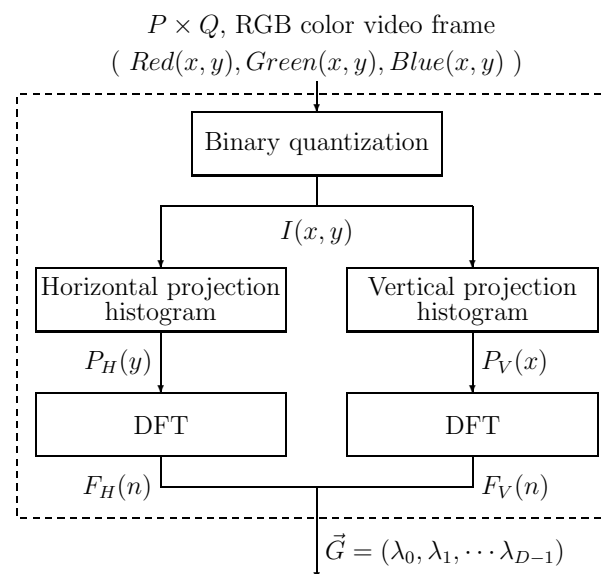 P × Q, RGB color video frame
( Red(x, y), Green(x, y), Blue(x, y) )
Binary quantization
I(x, y)
Horizontal projection
histogram
Vertical projection
histogram
P_H(y)
P_V(x)
DFT
DFT
F_H(n)
F_V(n)
G⃗ = (λ_0, λ_1, ··· λ_{D−1})